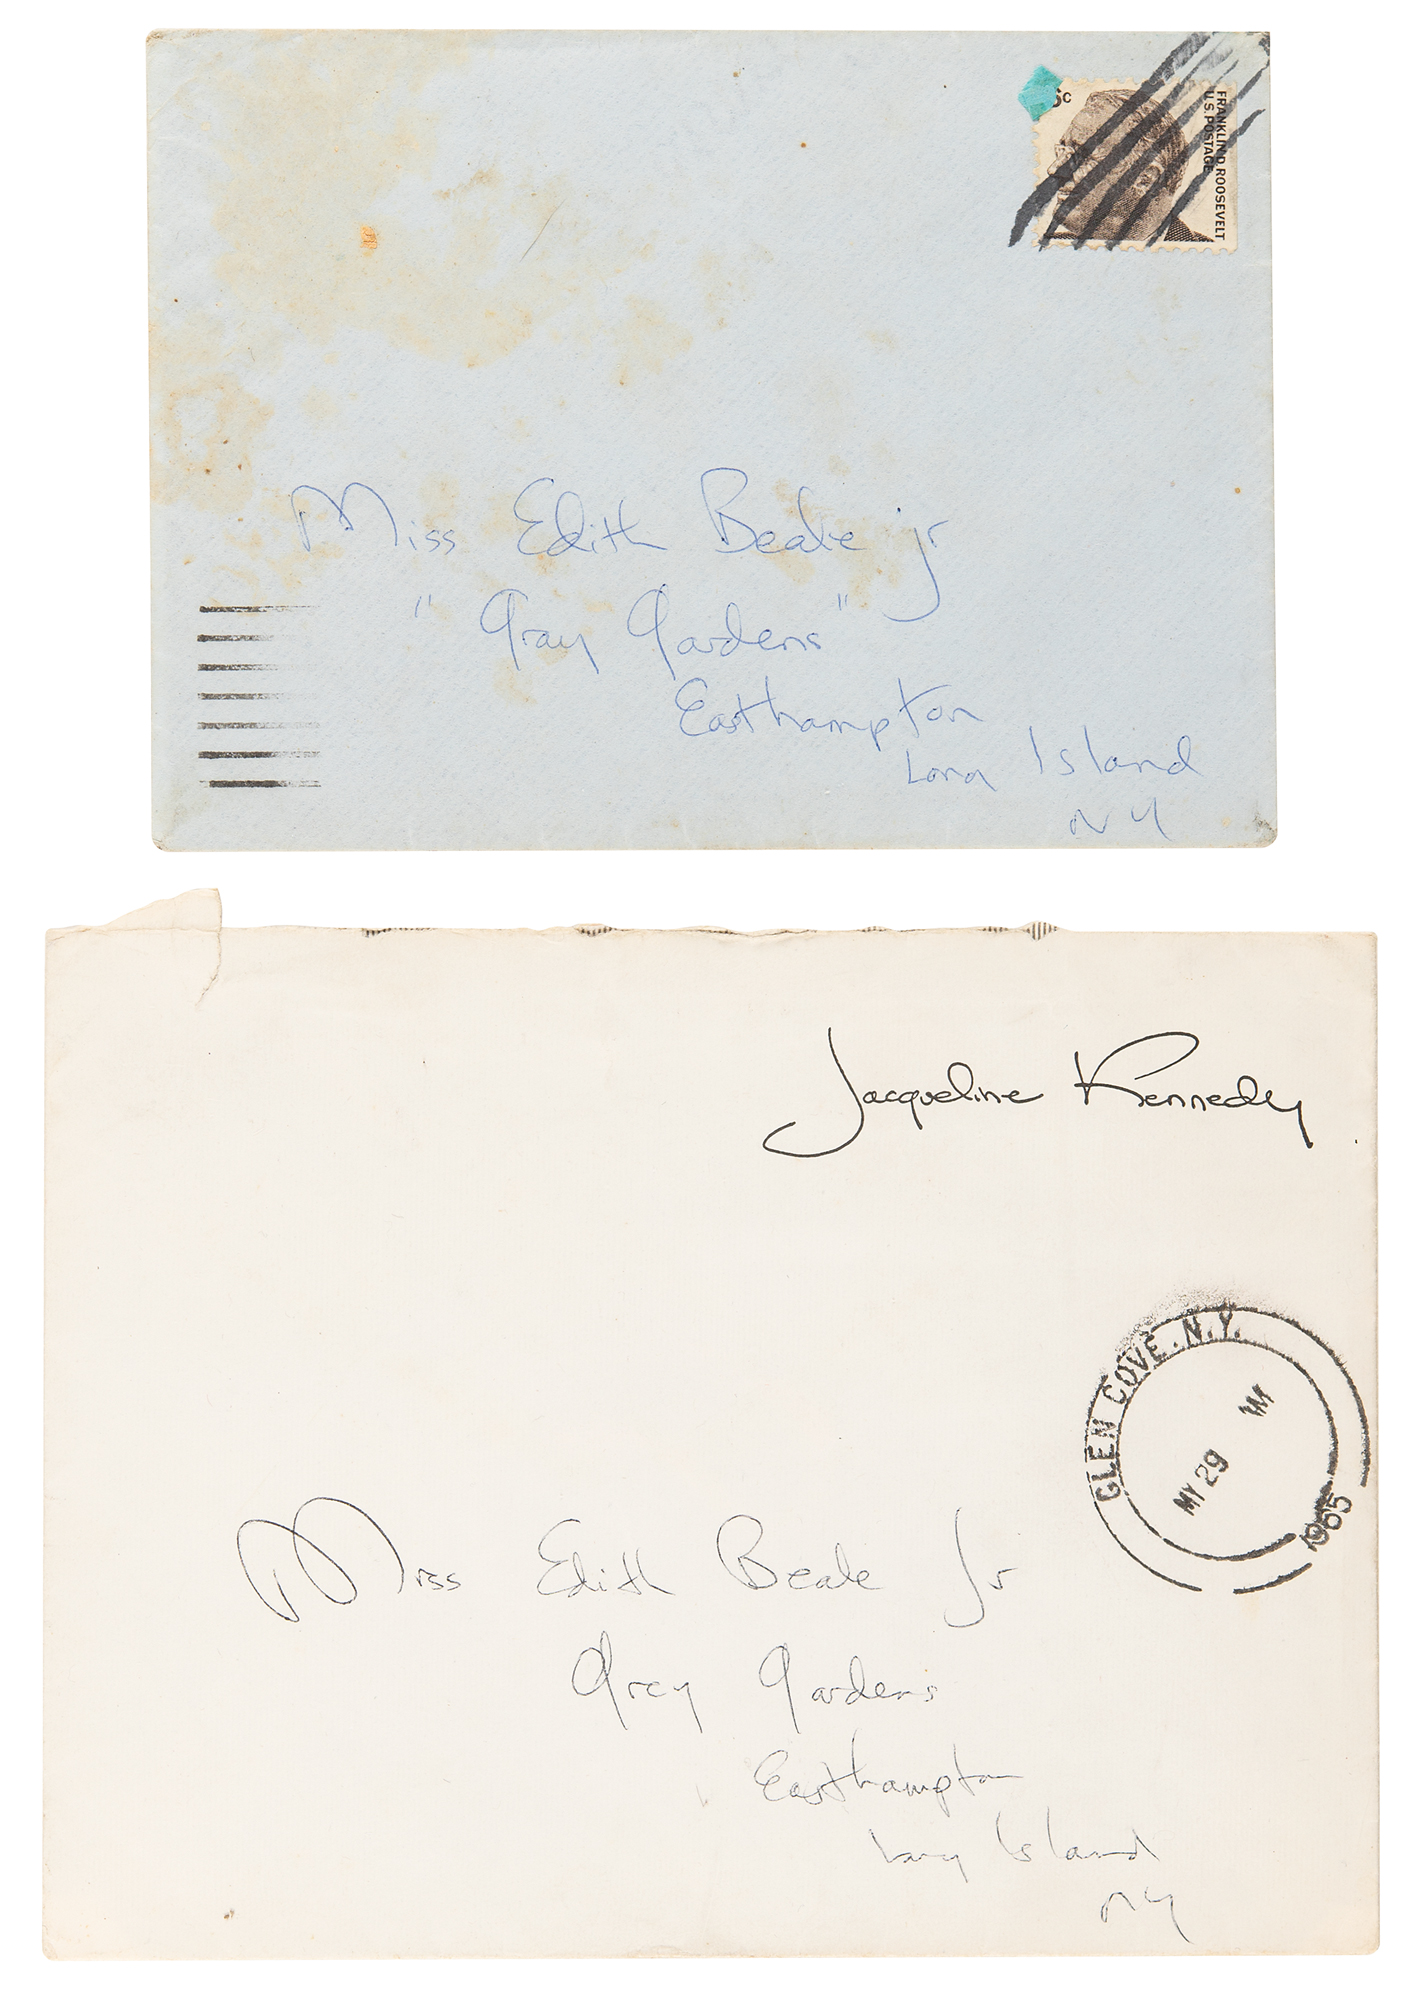 6c
FRANKLIN D. ROOSEVELT
U.S. POSTAGE
Miss Edith Beale jr
"Gray Gardens"
Easthampton
Long Island
NY
Jacqueline Kennedy
GLEN COVE. N.Y.
MY 29
1965
Miss Edith Beale Jr
Grey Gardens
Easthampton
Long Island
NY